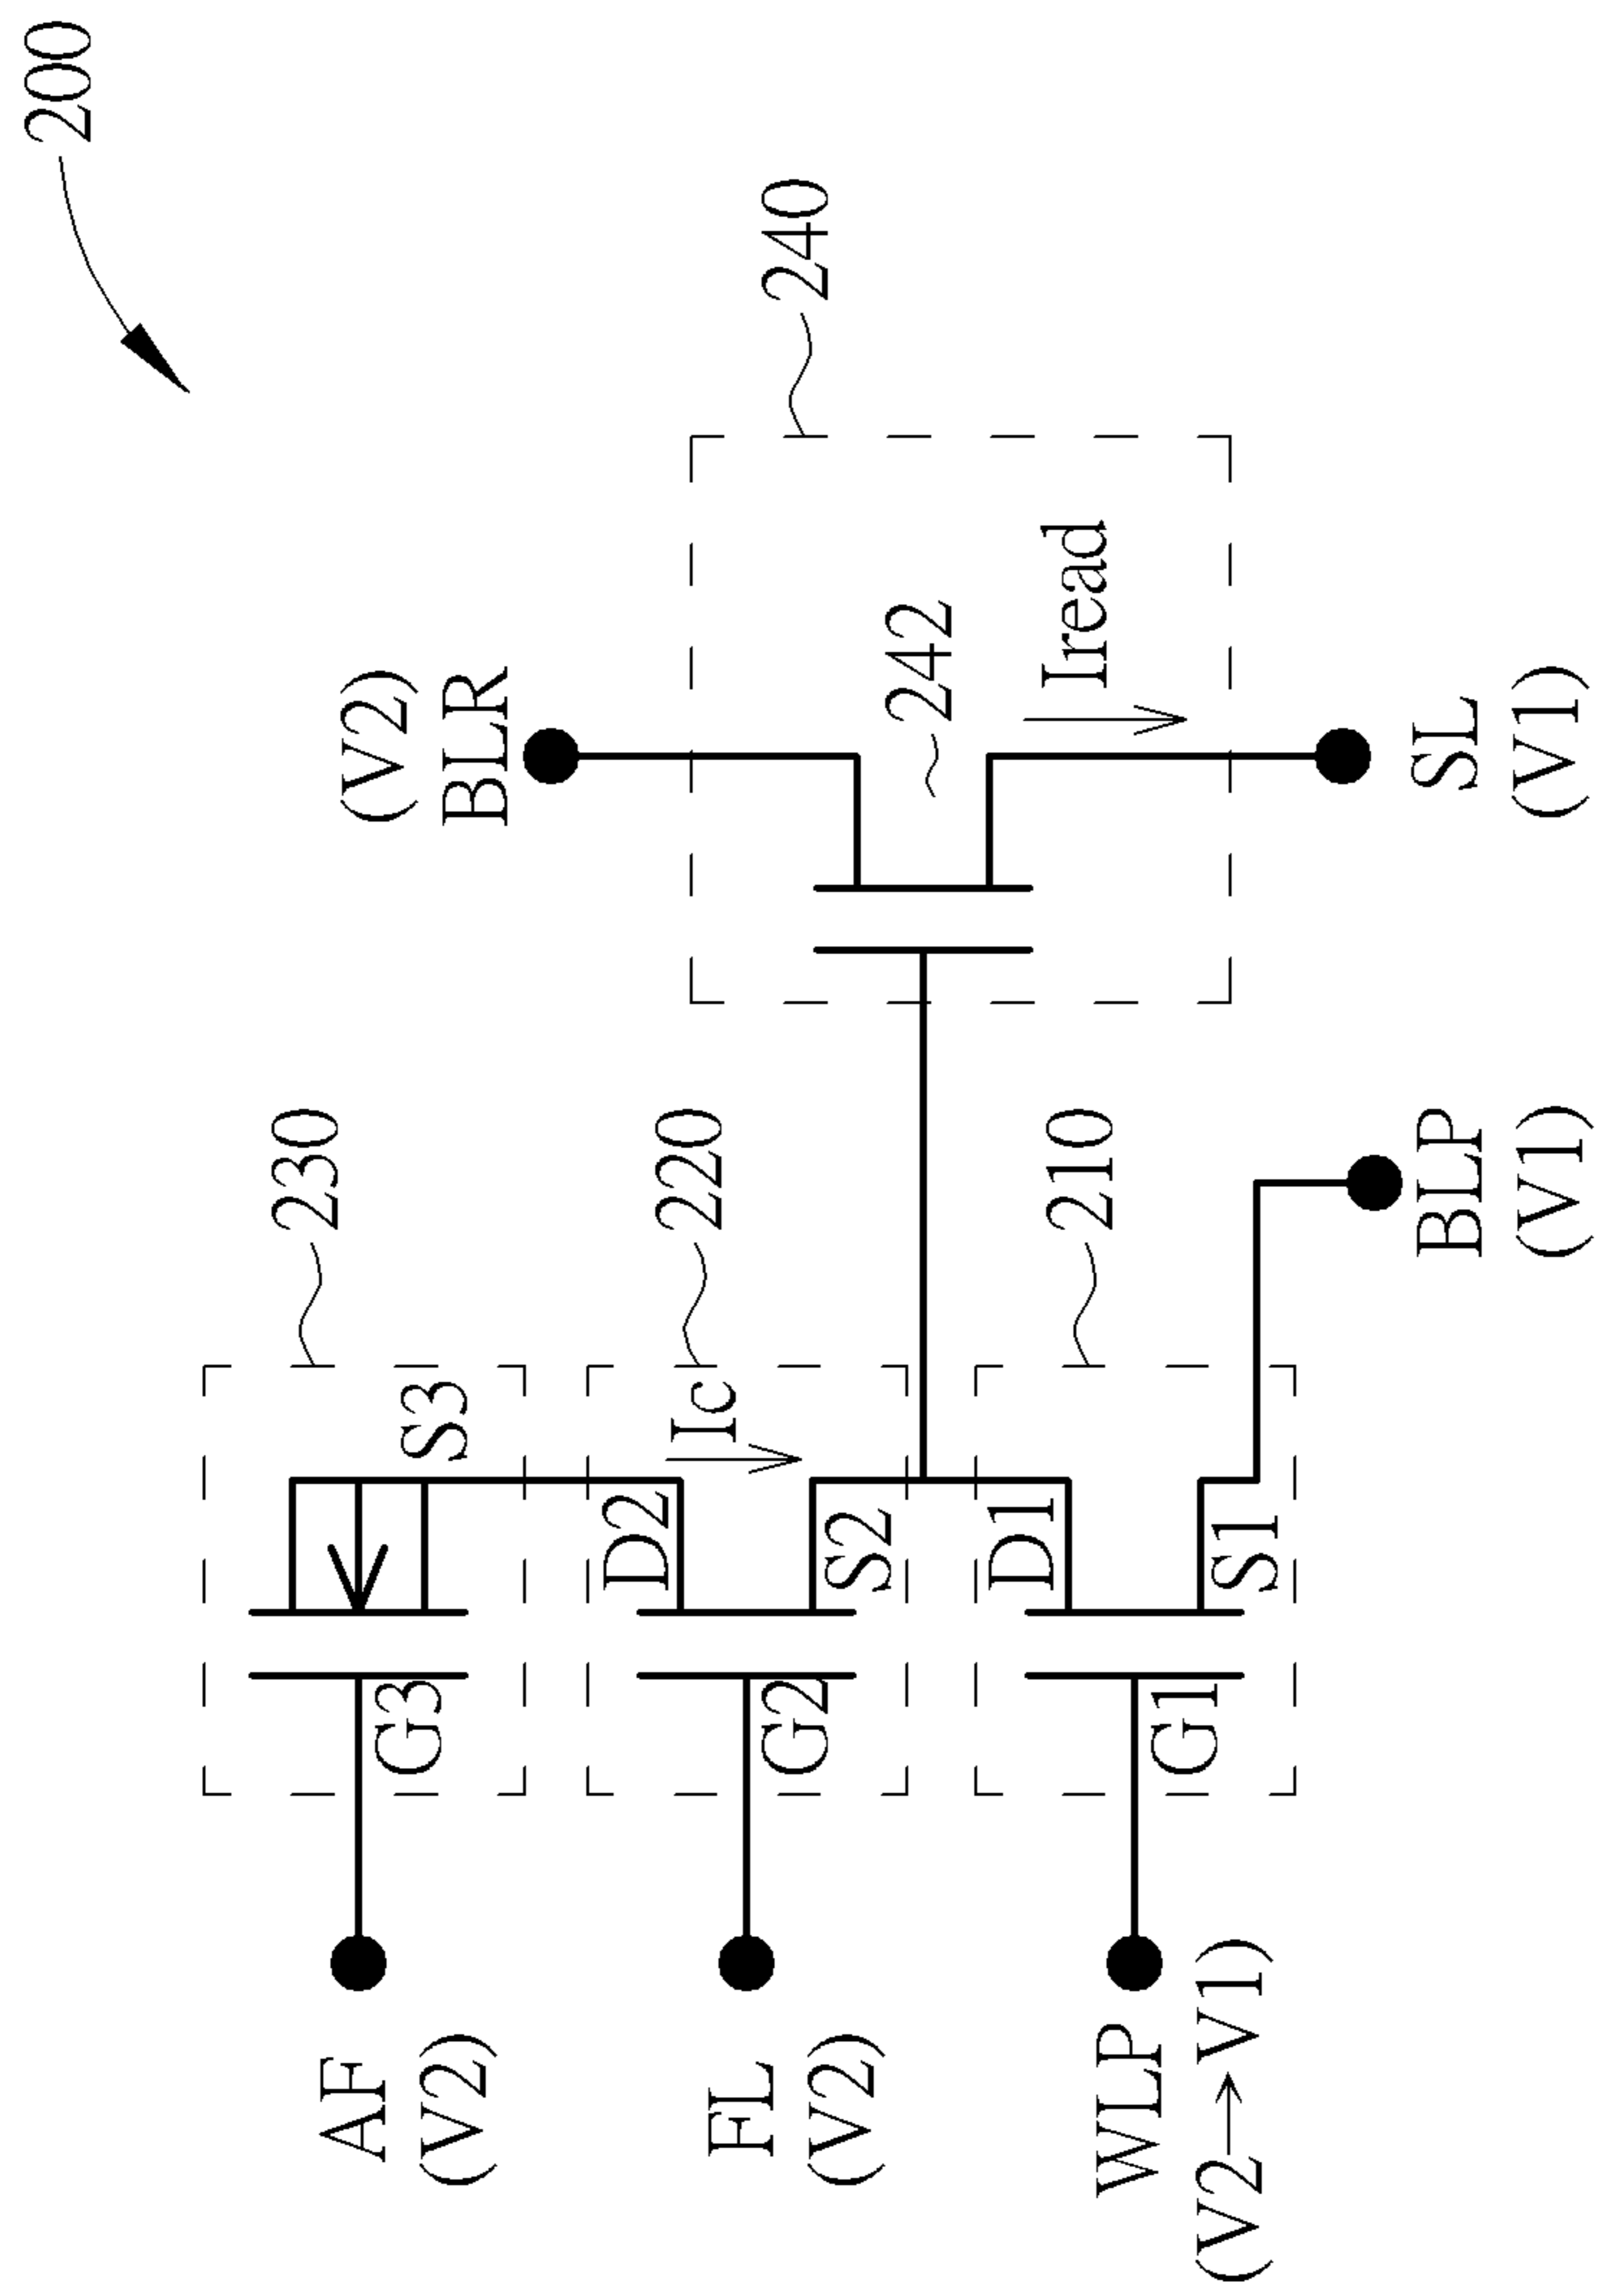 200
230
AF
(V2)
G3
S3
(V2)
BLR
220
Ic
D2
FL
(V2)
G2
S2
240
242
D1
210
Iread
WLP
(V2→V1)
G1
S1
BLP
(V1)
SL
(V1)